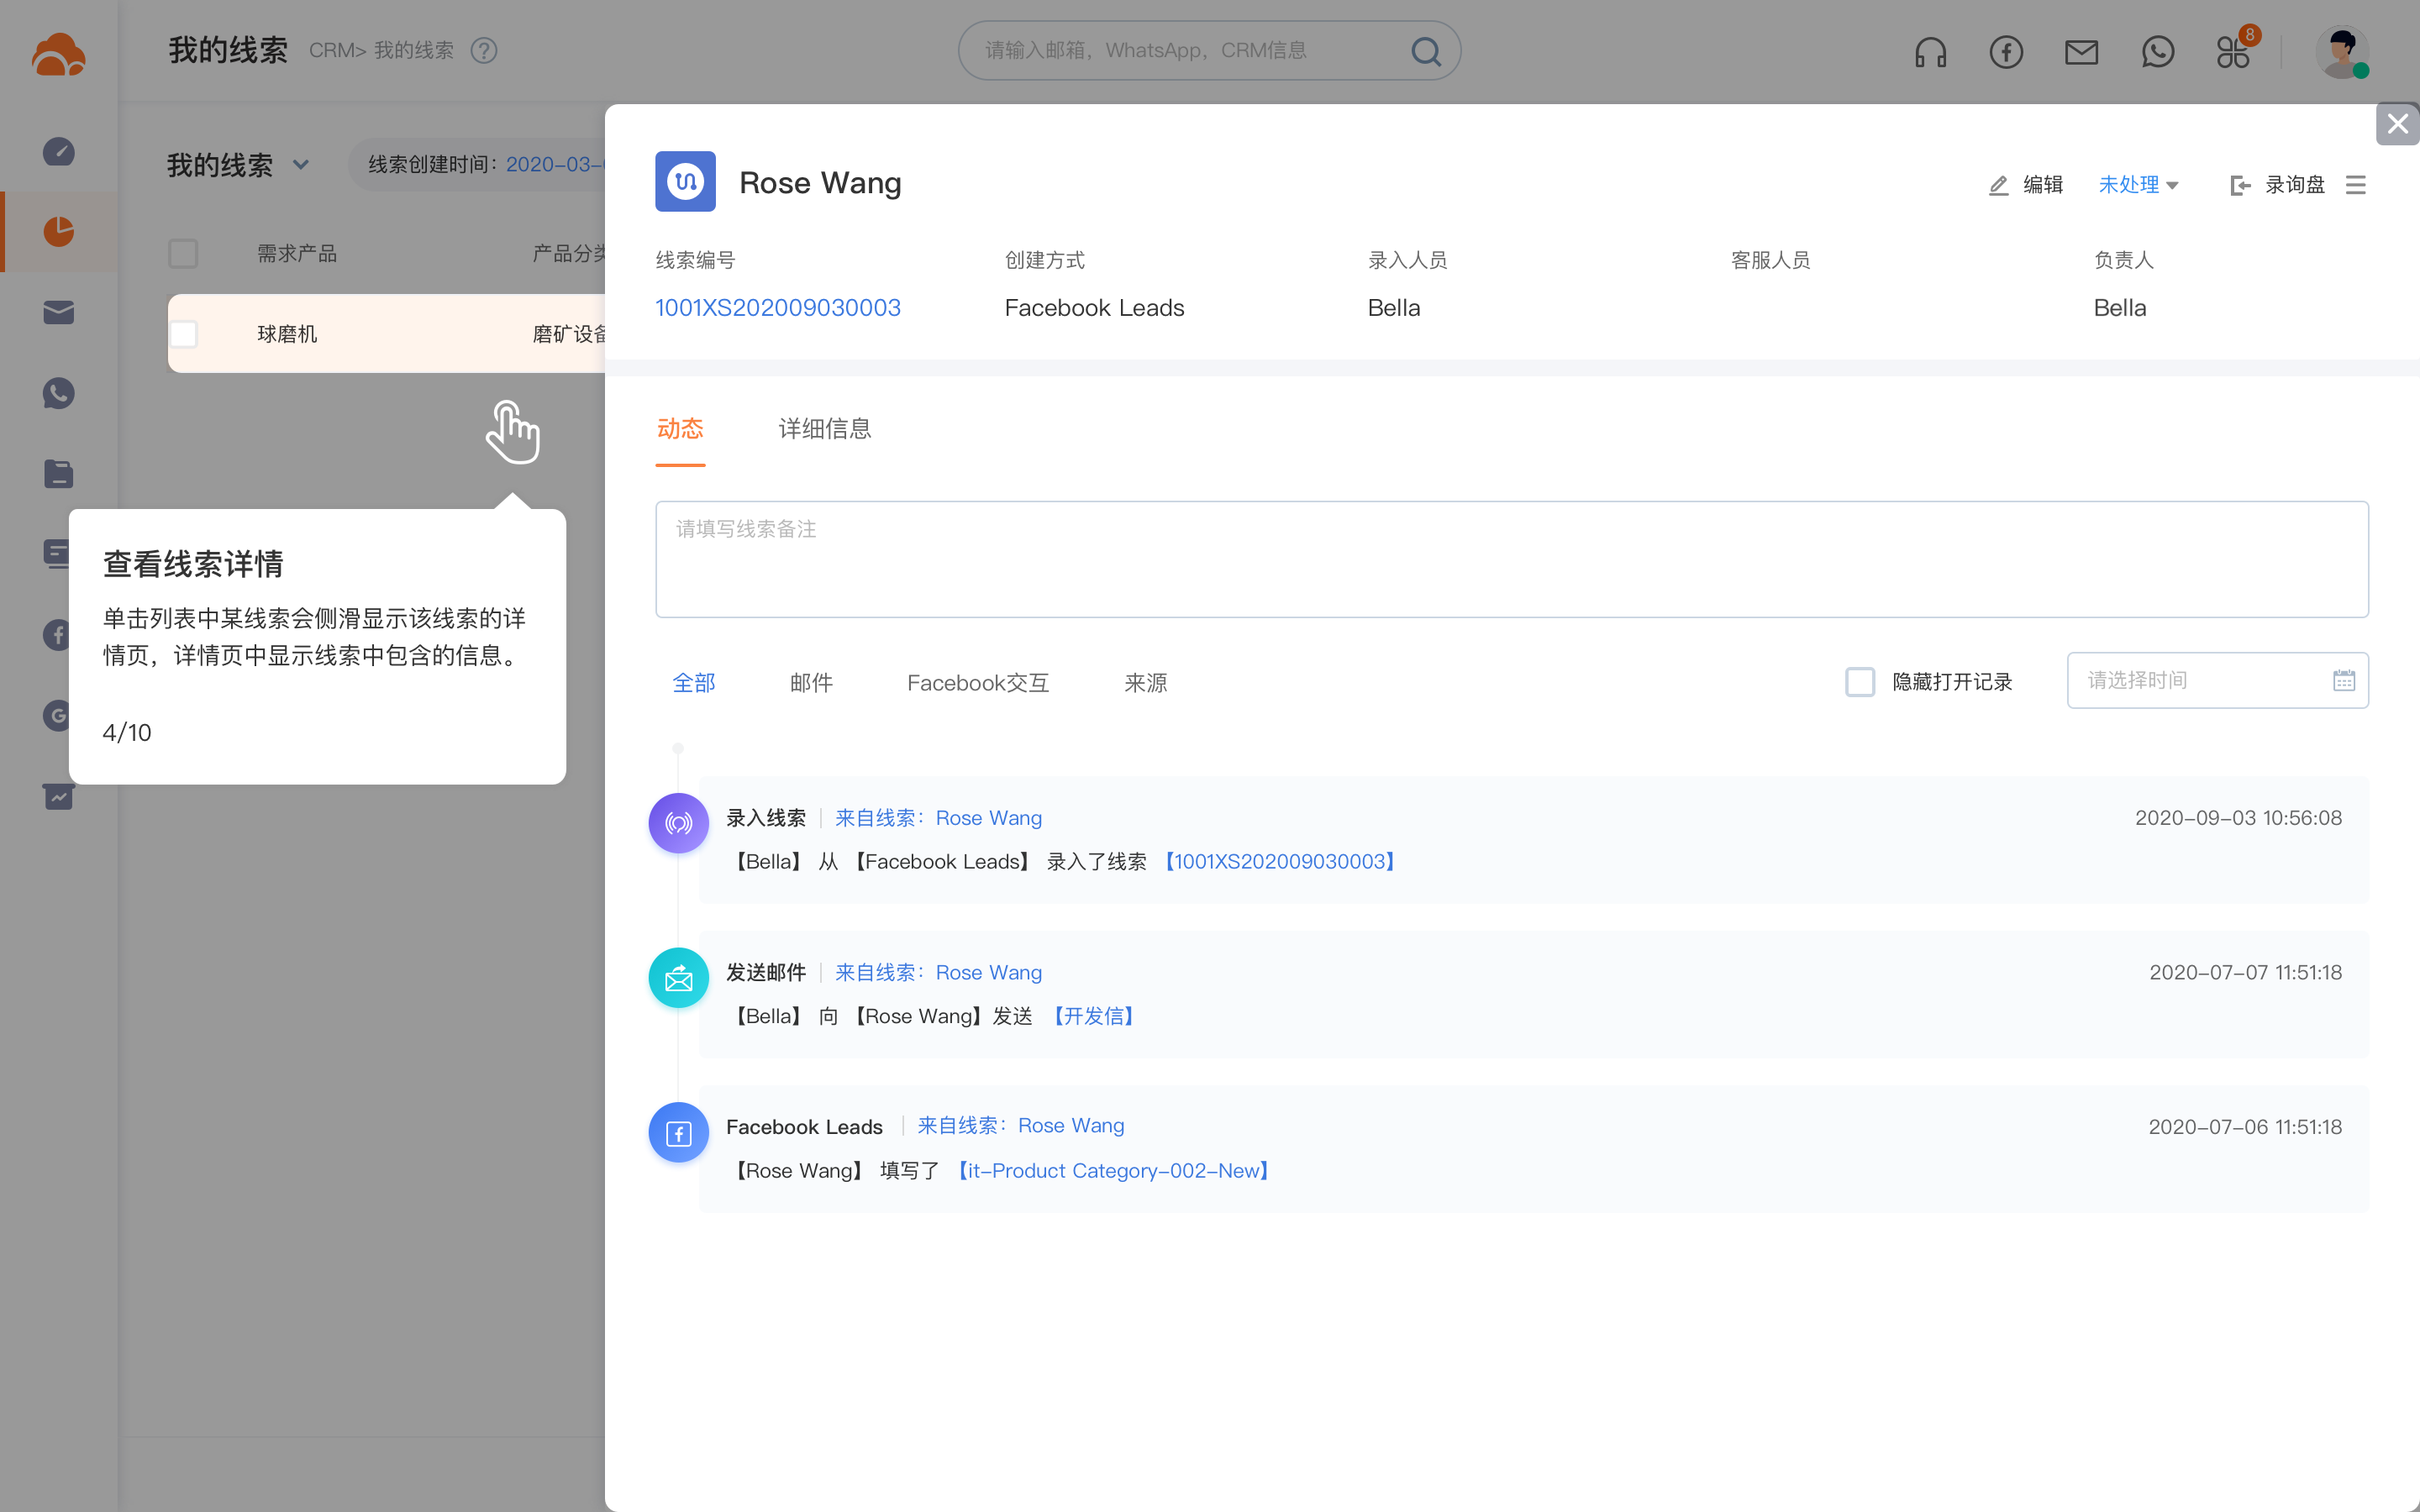 我的线索 CRM> 我的线索 ?
请输入邮箱，WhatsApp，CRM信息
8
我的线索
线索创建时间：2020-03-
需求产品
产品分类
球磨机
磨矿设备
查看线索详情
单击列表中某线索会侧滑显示该线索的详
情页，详情页中显示线索中包含的信息。
4/10
Rose Wang
编辑 未处理 录询盘
线索编号 创建方式 录入人员 客服人员 负责人
1001XS202009030003 Facebook Leads Bella Bella
动态 详细信息
请填写线索备注
全部 邮件 Facebook交互 来源 隐藏打开记录 请选择时间
录入线索 来自线索：Rose Wang 2020-09-03 10:56:08
【Bella】 从 【Facebook Leads】 录入了线索 【1001XS202009030003】
发送邮件 来自线索：Rose Wang 2020-07-07 11:51:18
【Bella】 向 【Rose Wang】发送 【开发信】
Facebook Leads 来自线索：Rose Wang 2020-07-06 11:51:18
【Rose Wang】 填写了 【it-Product Category-002-New】